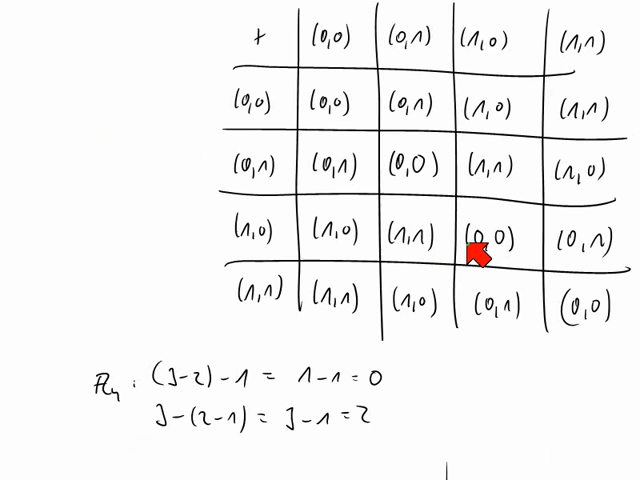 + (0,0) (0,1) (1,0) (1,1)
(0,0) (0,0) (0,1) (1,0) (1,1)
(0,1) (0,1) (0,0) (1,1) (1,0)
(1,0) (1,0) (1,1) (0,0) (0,1)
(1,1) (1,1) (1,0) (0,1) (0,0)
(3-2)-1 = 1-1=0
3-(2-1) = 3-1=2